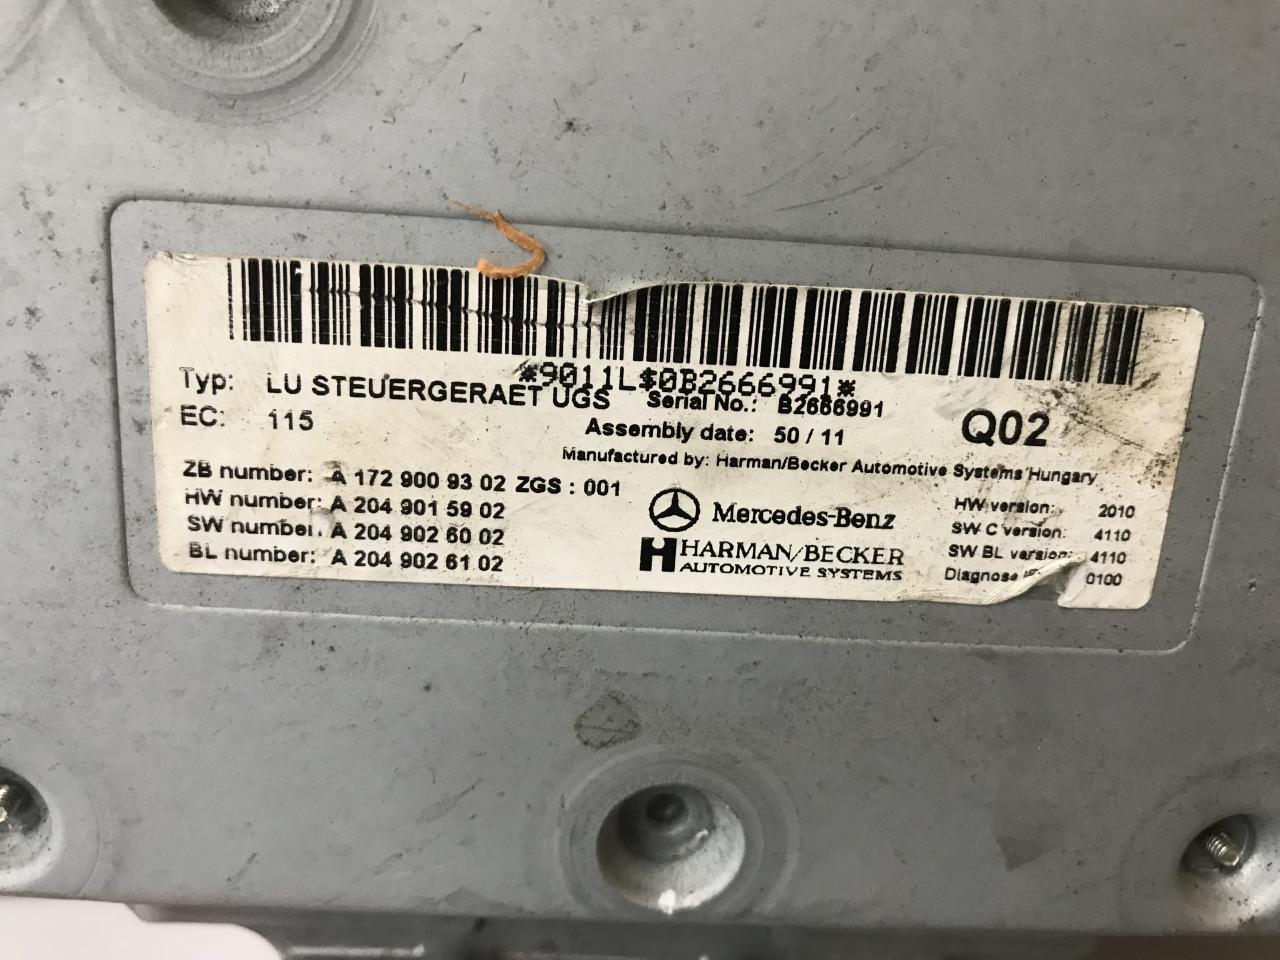 *9011L$0B2666991*
Typ: LU STEUERGERAET UGS Serial No.: B2666991
EC: 115 Assembly date: 50 / 11 Q02
Manufactured by: Harman/Becker Automotive Systems Hungary
ZB number: A 172 900 93 02 ZGS : 001
HW number: A 204 901 59 02 Mercedes-Benz HW version: 2010
SW number: A 204 902 60 02 SW C version: 4110
HARMAN/BECKER SW BL version: 4110
BL number: A 204 902 61 02 AUTOMOTIVE SYSTEMS Diagnose 0100